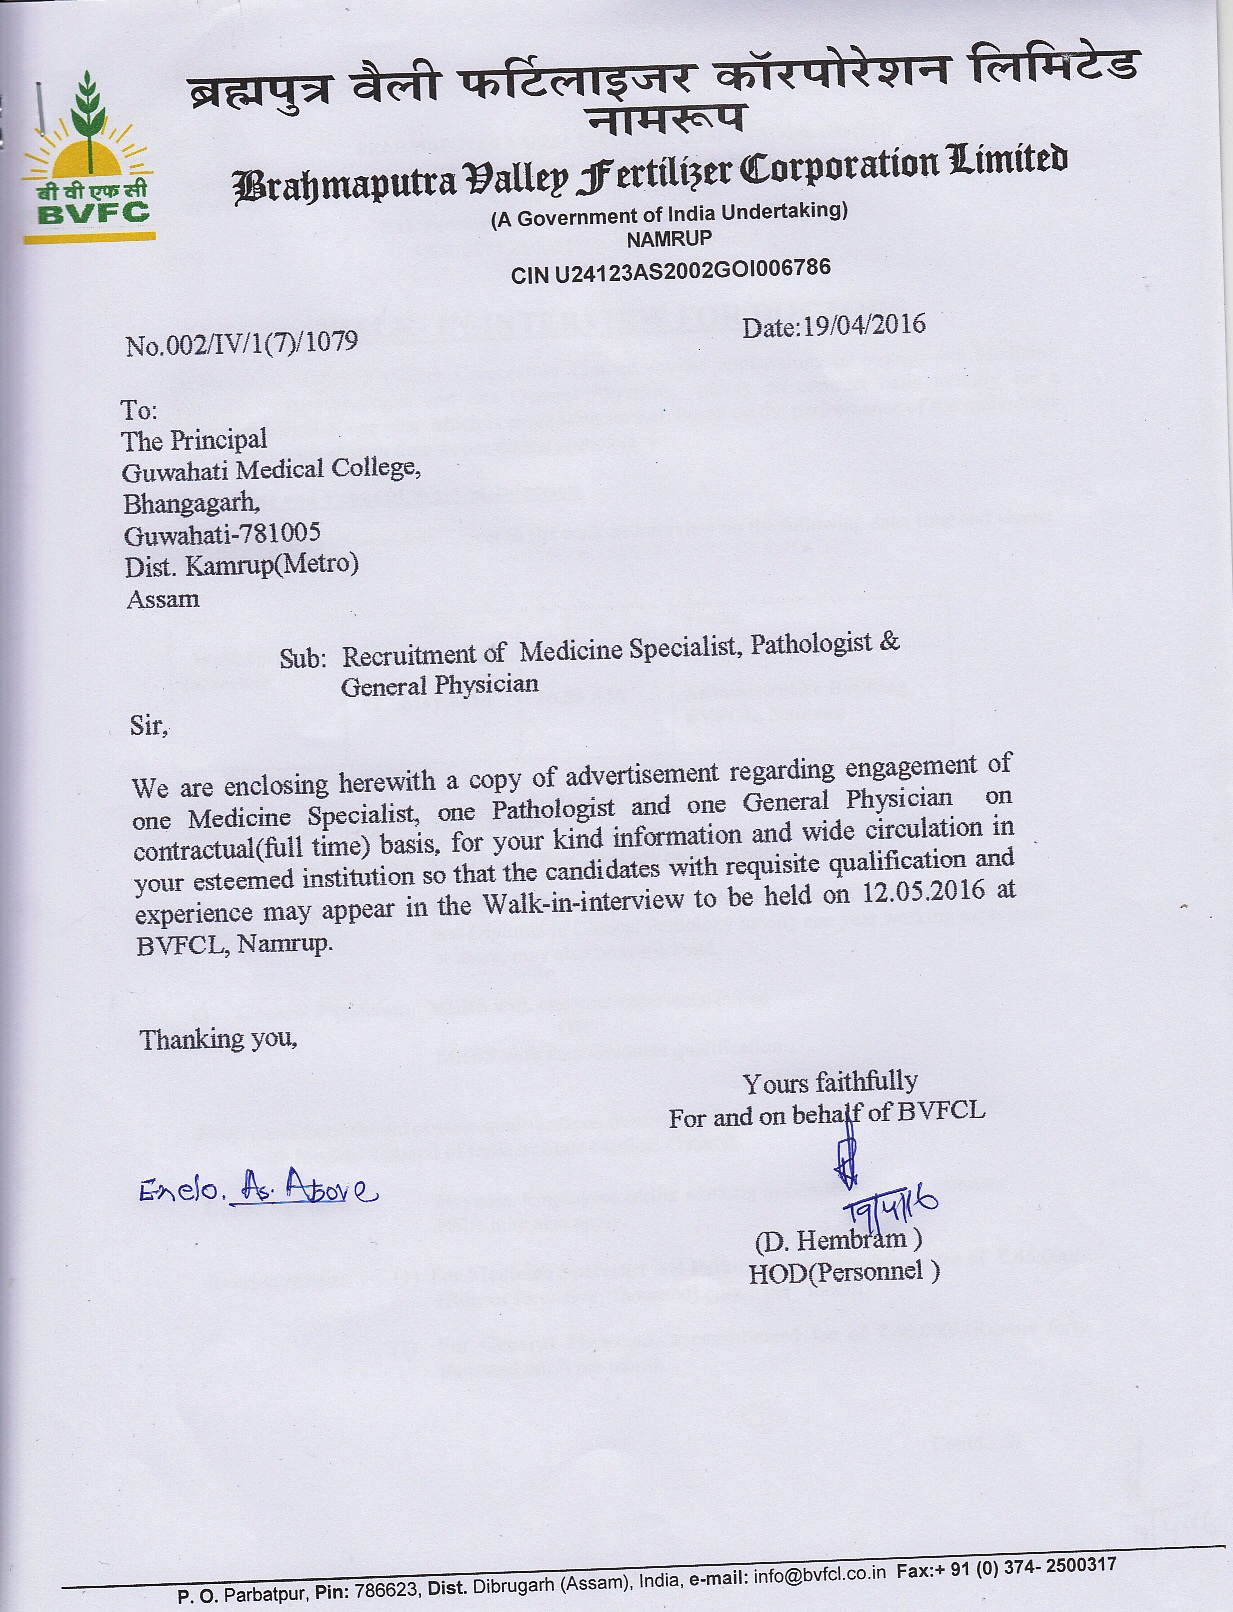 ब्रह्मपुत्र वैली फर्टिलाइजर कॉरपोरेशन लिमिटेड
नामरूप
बी वी एफ सी
BVFC
Brahmaputra Valley Fertilizer Corporation Limited
(A Government of India Undertaking)
NAMRUP
CIN U24123AS2002GOI006786
No.002/IV/1(7)/1079
Date:19/04/2016
To:
The Principal
Guwahati Medical College,
Bhangagarh,
Guwahati-781005
Dist. Kamrup(Metro)
Assam
Sub: Recruitment of Medicine Specialist, Pathologist &
General Physician
Sir,
We are enclosing herewith a copy of advertisement regarding engagement of
one Medicine Specialist, one Pathologist and one General Physician on
contractual(full time) basis, for your kind information and wide circulation in
your esteemed institution so that the candidates with requisite qualification and
experience may appear in the Walk-in-interview to be held on 12.05.2016 at
BVFCL, Namrup.
Thanking you,
Yours faithfully
For and on behalf of BVFCL
Enclo. As. Above
19/4/16
(D. Hembram )
HOD(Personnel )
P. O. Parbatpur, Pin: 786623, Dist. Dibrugarh (Assam), India, e-mail: info@bvfcl.co.in Fax:+ 91 (0) 374- 2500317